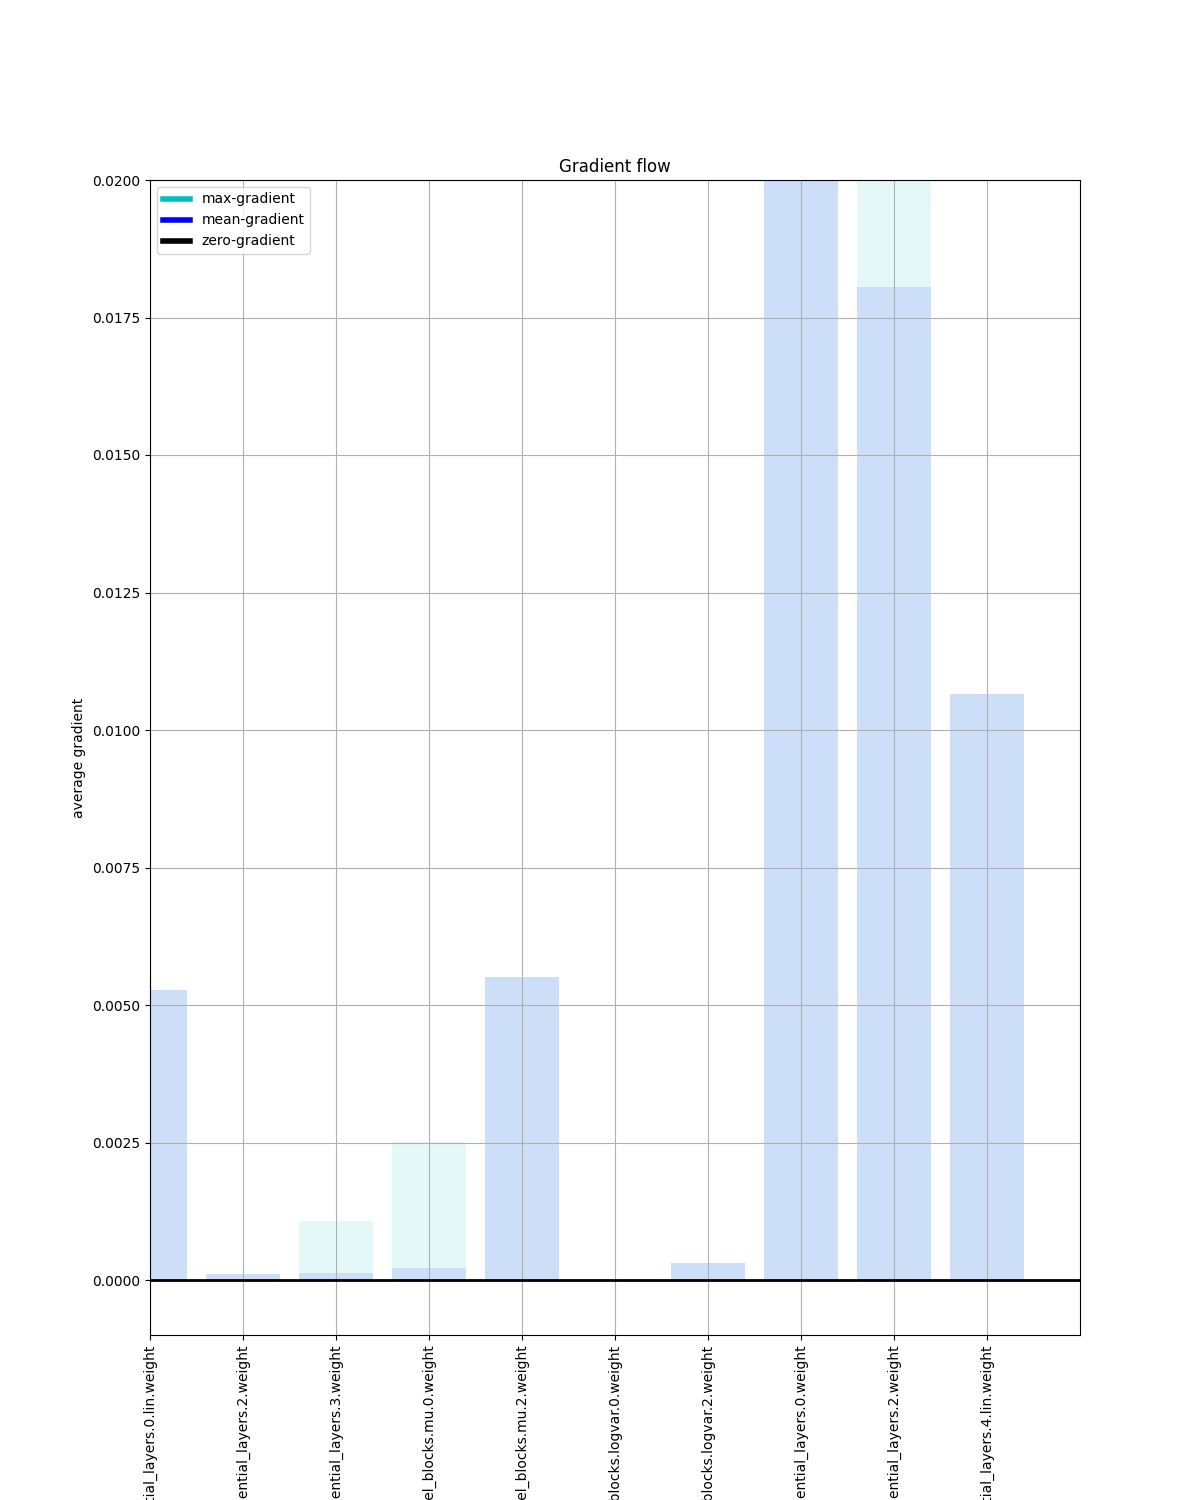 Gradient flow
max-gradient
mean-gradient
zero-gradient
0.0200
0.0175
0.0150
0.0125
0.0100
0.0075
0.0050
0.0025
0.0000
average gradient
tial_layers.0.lin.weight
ential_layers.2.weight
ential_layers.3.weight
el_blocks.mu.0.weight
el_blocks.mu.2.weight
blocks.logvar.0.weight
blocks.logvar.2.weight
ential_layers.0.weight
ential_layers.2.weight
tial_layers.4.lin.weight